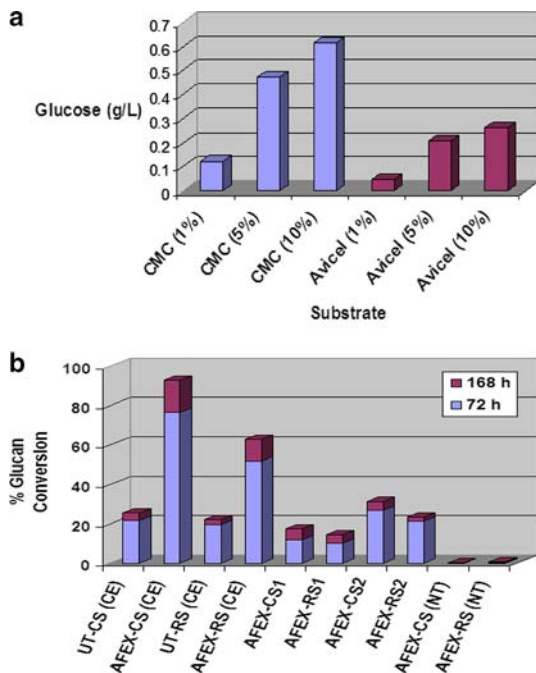 a
0.7
0.6
0.5
0.4
0.3
0.2
0.1
0
Glucose (g/L)
CMC (1%)
CMC (5%)
CMC (10%)
Avicel (1%)
Avicel (5%)
Avicel (10%)
Substrate
b
100
80
60
40
20
0
% Glucan
Conversion
168 h
72 h
UT-CS (CE)
AFEX-CS (CE)
UT-RS (CE)
AFEX-RS (CE)
AFEX-CS1
AFEX-RS1
AFEX-CS2
AFEX-RS2
AFEX-CS (NT)
AFEX-RS (NT)